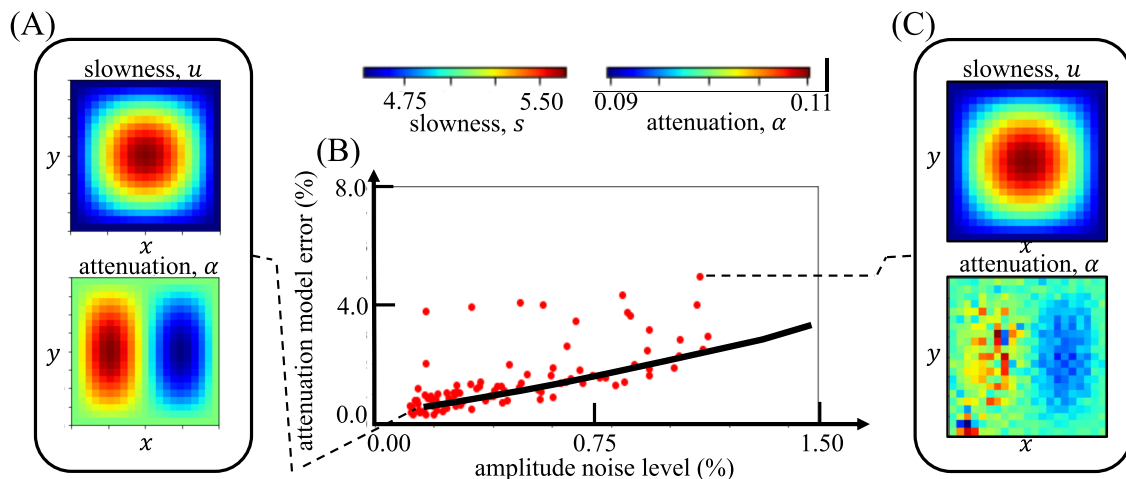 (A)
slowness, u
y
x
attenuation, α
y
x
4.75 5.50
slowness, s
0.09 0.11
attenuation, α
(B)
attenuation model error (%)
8.0
4.0
0.0
0.00 0.75 1.50
amplitude noise level (%)
(C)
slowness, u
y
x
attenuation, α
y
x